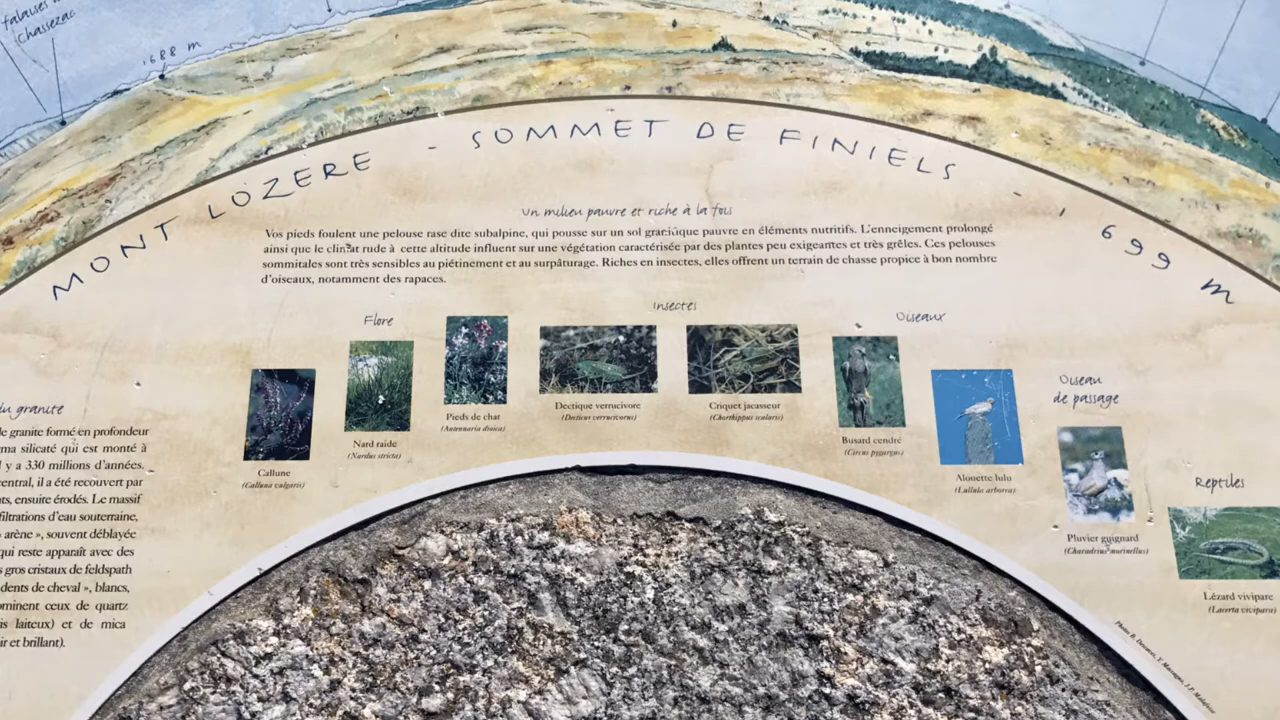 falaises
Chassezac
1688 m
MONT LOZERE - SOMMET DE FINIELS - 1699 m
Un milieu pauvre et riche à la fois
Vos pieds foulent une pelouse rase dite subalpine, qui pousse sur un sol granitique pauvre en éléments nutritifs. L'enneigement prolongé
ainsi que le climat rude à cette altitude influent sur une végétation caractérisée par des plantes peu exigeantes et très grêles. Ces pelouses
sommitales sont très sensibles au piétinement et au surpâturage. Riches en insectes, elles offrent un terrain de chasse propice à bon nombre
d'oiseaux, notamment des rapaces.
Flore
Callune
(Calluna vulgaris)
Nard raide
(Nardus stricta)
Pieds de chat
(Antennaria dioica)
Insectes
Dectique verrucivore
(Decticus verrucivorus)
Criquet jacasseur
(Chorthippus scalaris)
Oiseaux
Busard cendré
(Circus pygargus)
Alouette lulu
(Lullula arborea)
Oiseau
de passage
Pluvier guignard
(Charadrius morinellus)
Reptiles
Lézard vivipare
(Lacerta vivipara)
du granite
le granite formé en profondeur
ma silicaté qui est monté à
y a 330 millions d'années.
central, il a été recouvert par
ts, ensuite érodés. Le massif
filtrations d'eau souterraine,
arène », souvent déblayée
qui reste apparaît avec des
s gros cristaux de feldspath
dents de cheval », blancs,
ominent ceux de quartz
is laiteux) et de mica
ir et brillant).